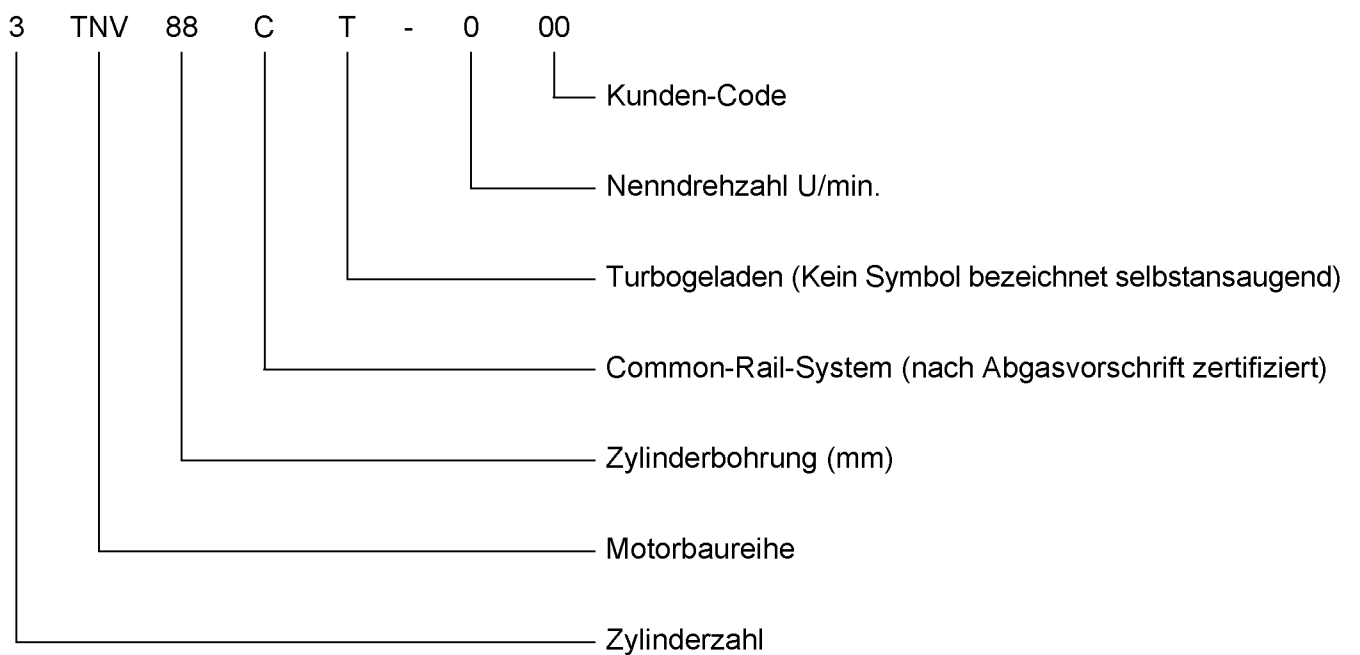 3 TNV 88 C T - 0 00
Kunden-Code
Nenndrehzahl U/min.
Turbogeladen (Kein Symbol bezeichnet selbstansaugend)
Common-Rail-System (nach Abgasvorschrift zertifiziert)
Zylinderbohrung (mm)
Motorbaureihe
Zylinderzahl